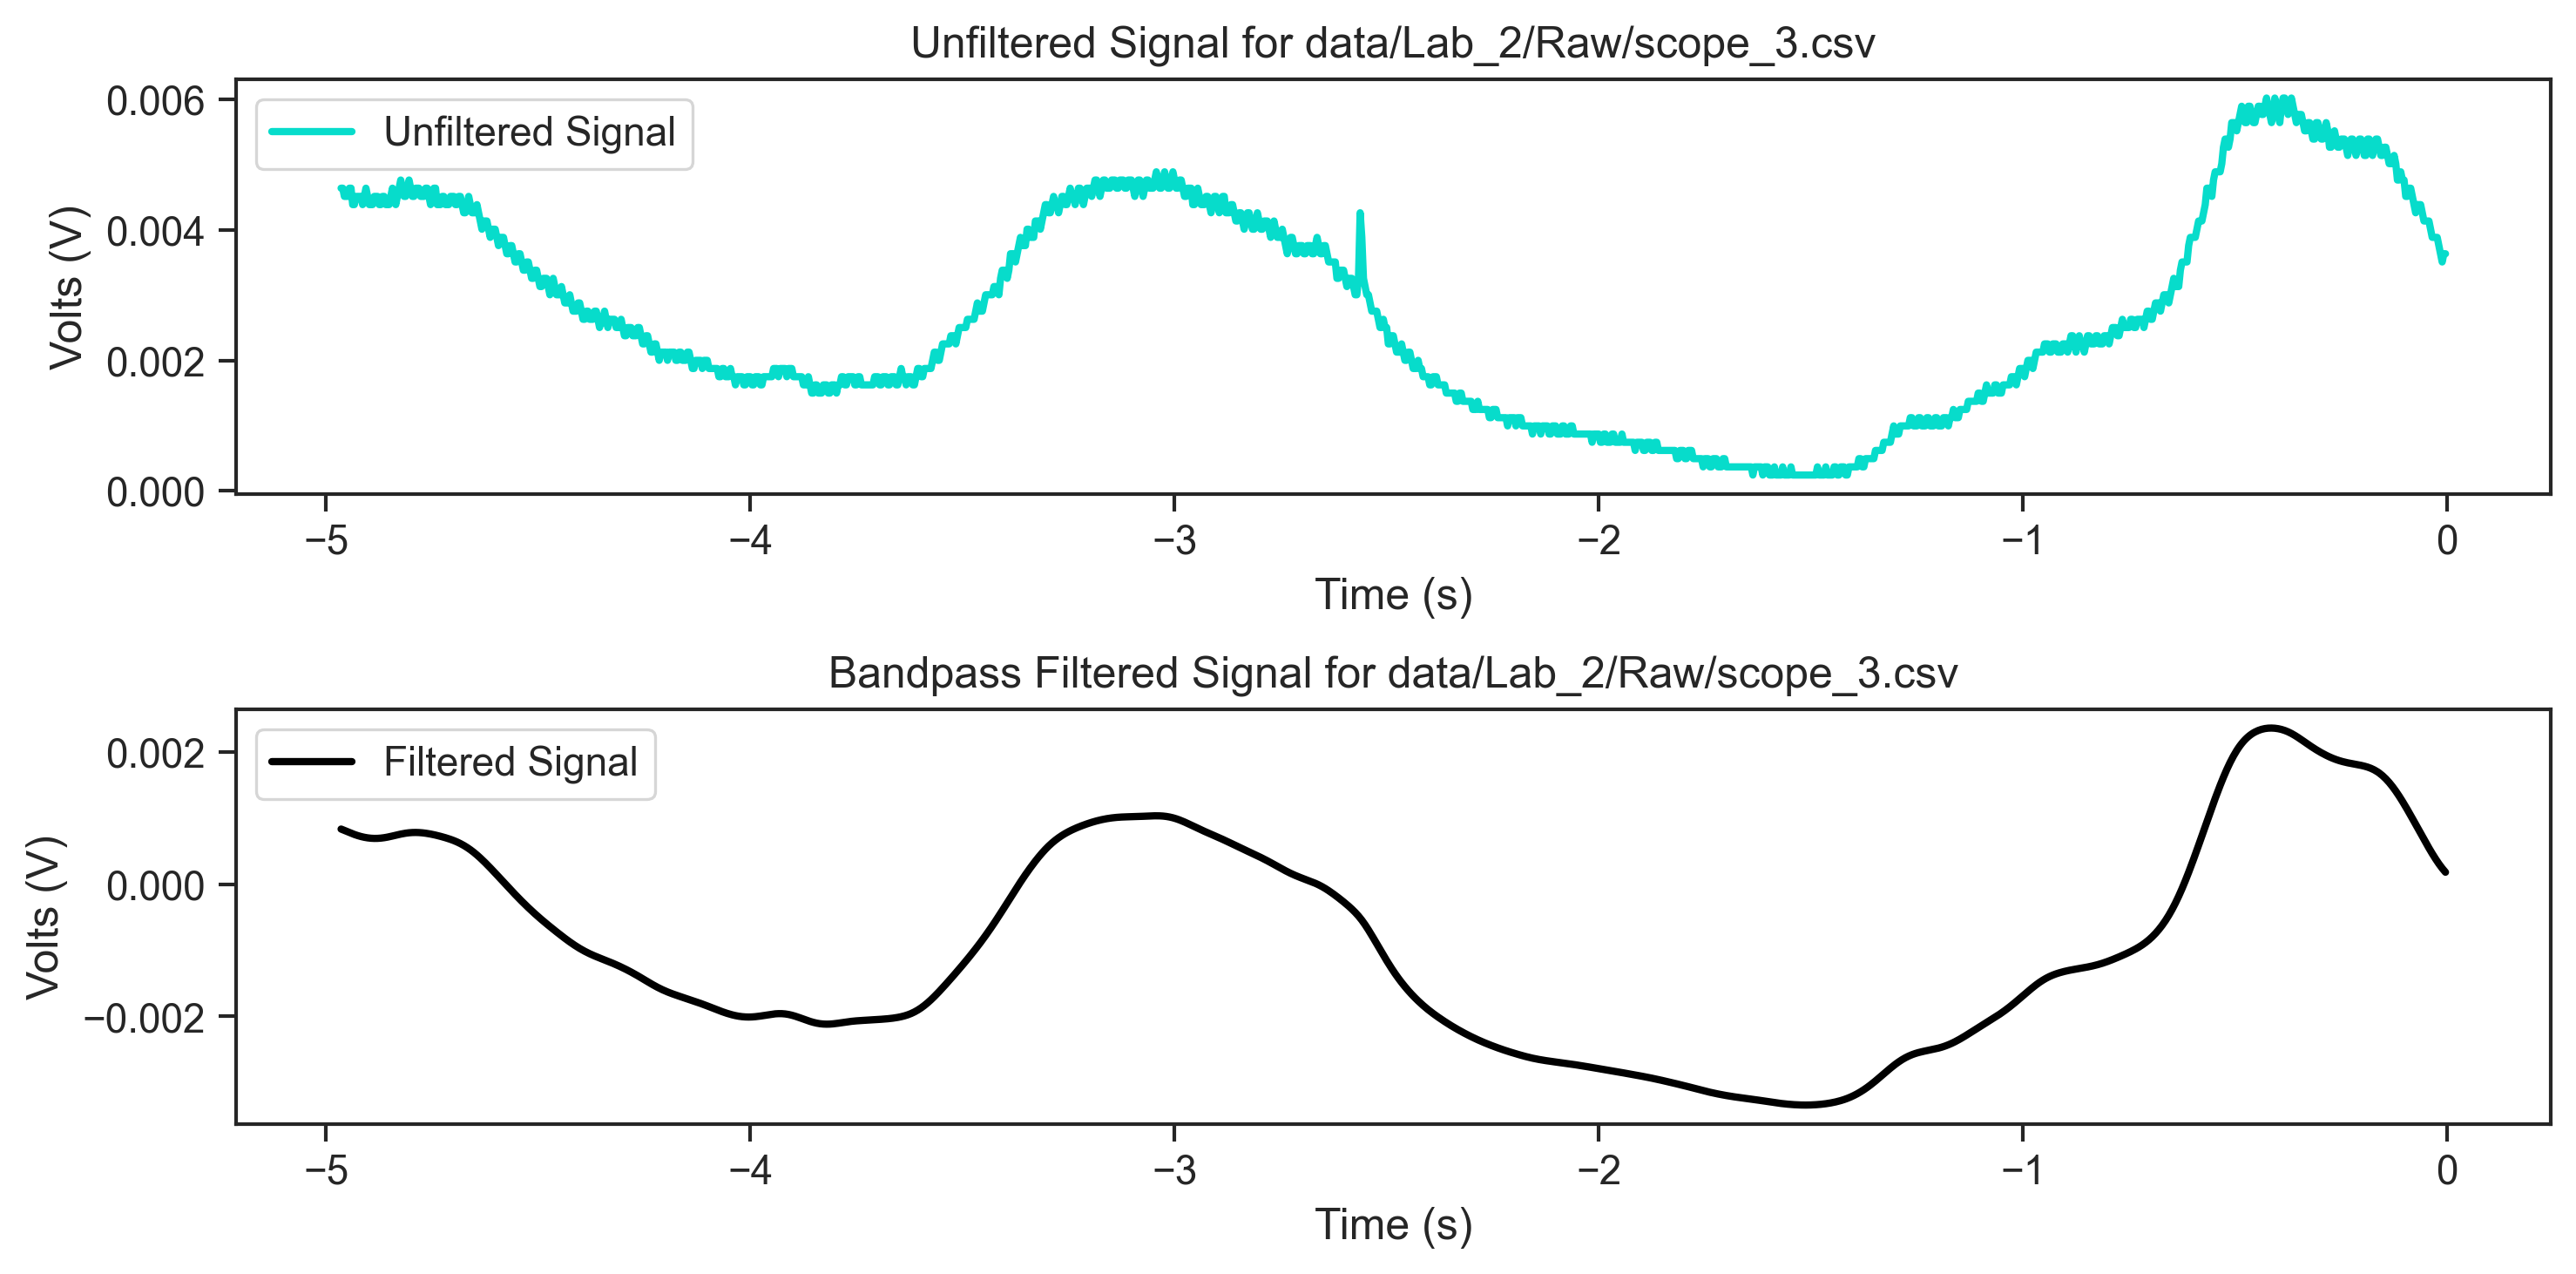 Unfiltered Signal for data/Lab_2/Raw/scope_3.csv
Unfiltered Signal
Volts (V)
0.006
0.004
0.002
0.000
−5 −4 −3 −2 −1 0
Time (s)
Bandpass Filtered Signal for data/Lab_2/Raw/scope_3.csv
Filtered Signal
Volts (V)
0.002
0.000
−0.002
−5 −4 −3 −2 −1 0
Time (s)